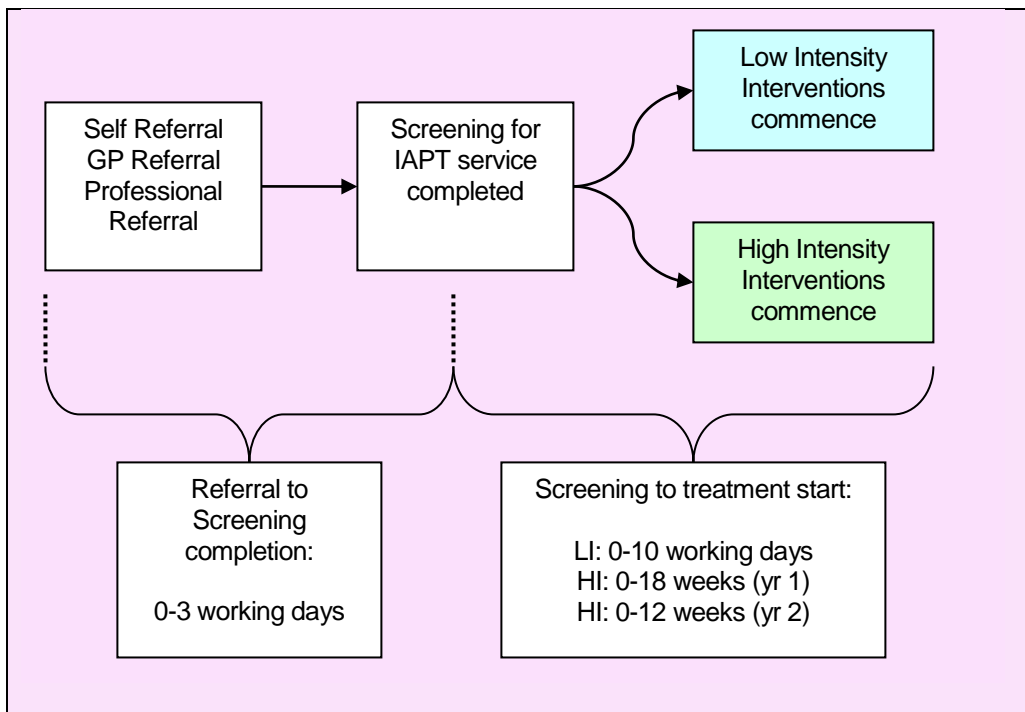 Self Referral
GP Referral
Professional
Referral
Screening for
IAPT service
completed
Low Intensity
Interventions
commence
High Intensity
Interventions
commence
Referral to
Screening
completion:
0-3 working days
Screening to treatment start:
LI: 0-10 working days
HI: 0-18 weeks (yr 1)
HI: 0-12 weeks (yr 2)